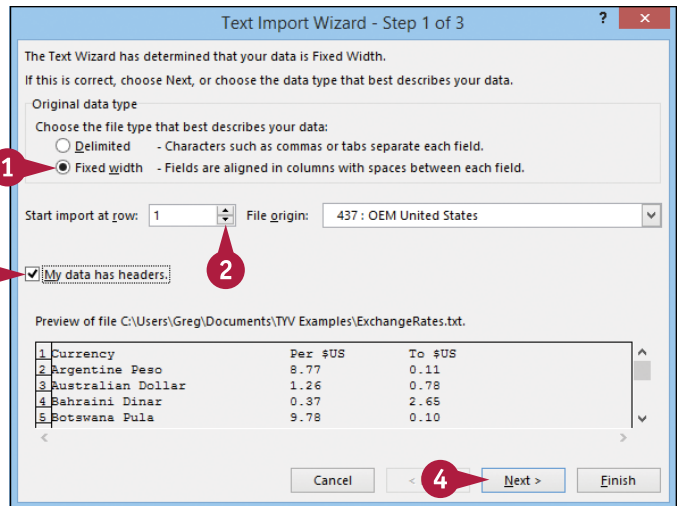 Text Import Wizard - Step 1 of 3 ? ×
The Text Wizard has determined that your data is Fixed Width.
If this is correct, choose Next, or choose the data type that best describes your data.
Original data type
Choose the file type that best describes your data:
Delimited - Characters such as commas or tabs separate each field.
1 Fixed width - Fields are aligned in columns with spaces between each field.
Start import at row: 1 File origin: 437 : OEM United States
2
My data has headers.
Preview of file C:\Users\Greg\Documents\TYV Examples\ExchangeRates.txt.
1 Currency Per $US To $US
2 Argentine Peso 8.77 0.11
3 Australian Dollar 1.26 0.78
4 Bahraini Dinar 0.37 2.65
5 Botswana Pula 9.78 0.10
Cancel < 4 Next > Finish